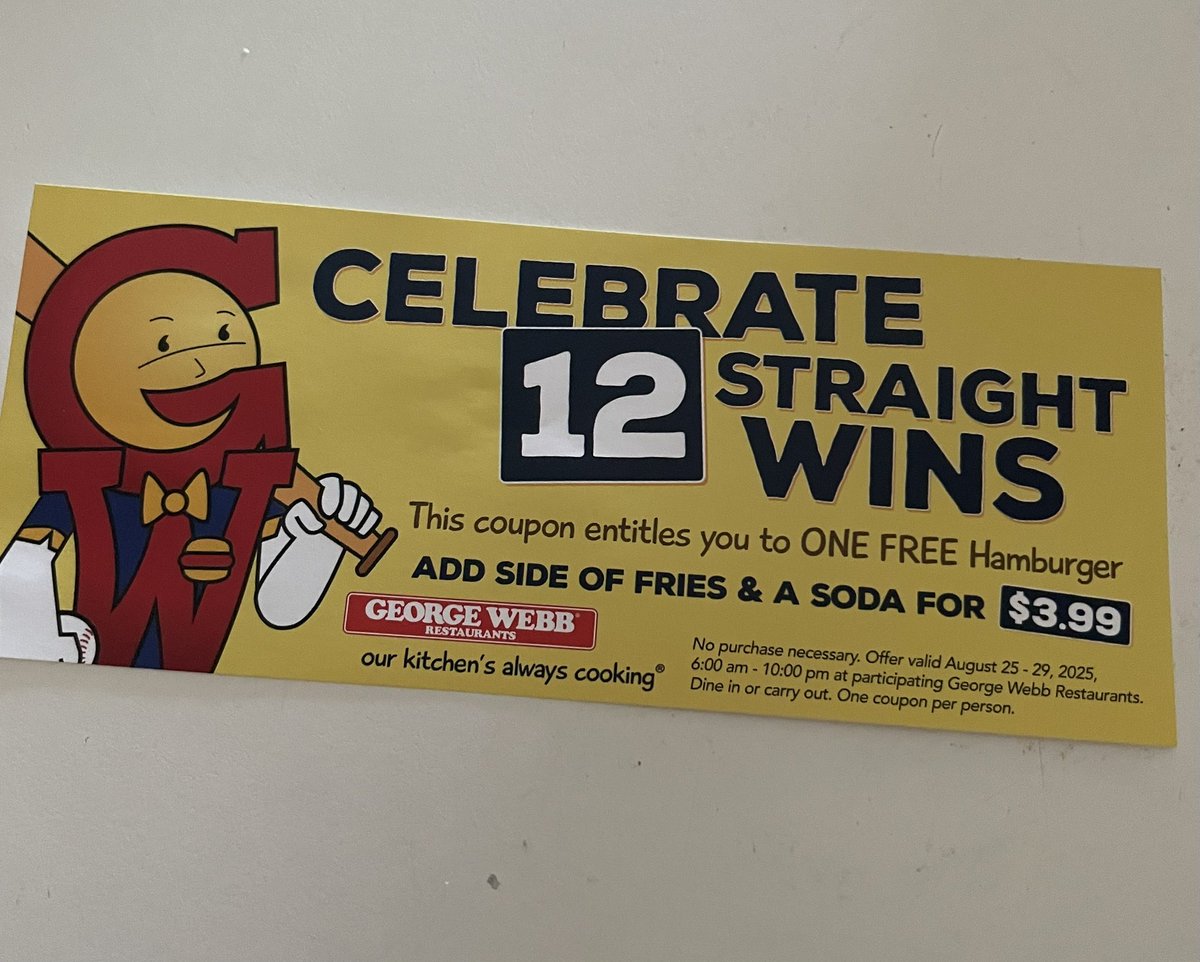 CELEBRATE
12 STRAIGHT
WINS
This coupon entitles you to ONE FREE Hamburger
ADD SIDE OF FRIES & A SODA FOR $3.99
GEORGE WEBB®
RESTAURANTS
our kitchen's always cooking®
No purchase necessary. Offer valid August 25 - 29, 2025,
6:00 am - 10:00 pm at participating George Webb Restaurants.
Dine in or carry out. One coupon per person.
GW